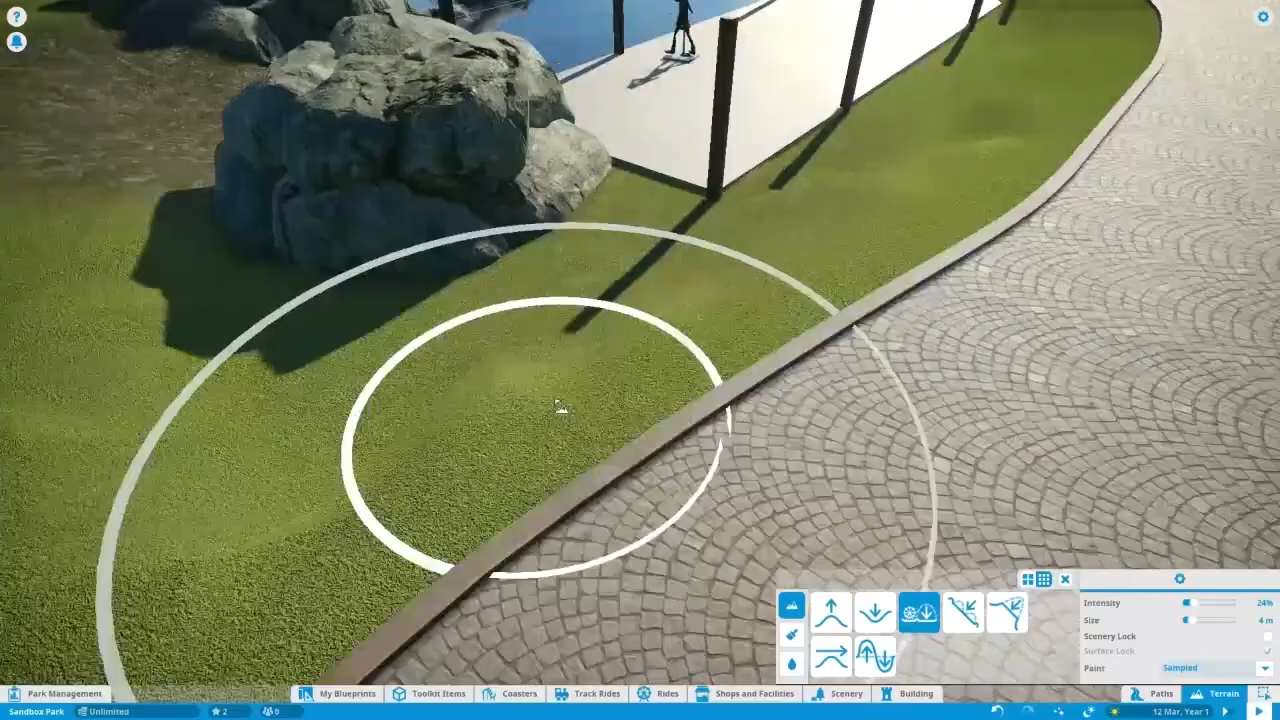 ?
Intensity 24%
Size 4 m
Scenery Lock
Surface Lock
Paint Sampled
Park Management My Blueprints Toolkit Items Coasters Track Rides Rides Shops and Facilities Scenery Building Paths Terrain
Sandbox Park Unlimited 2 0 12 Mar, Year 1